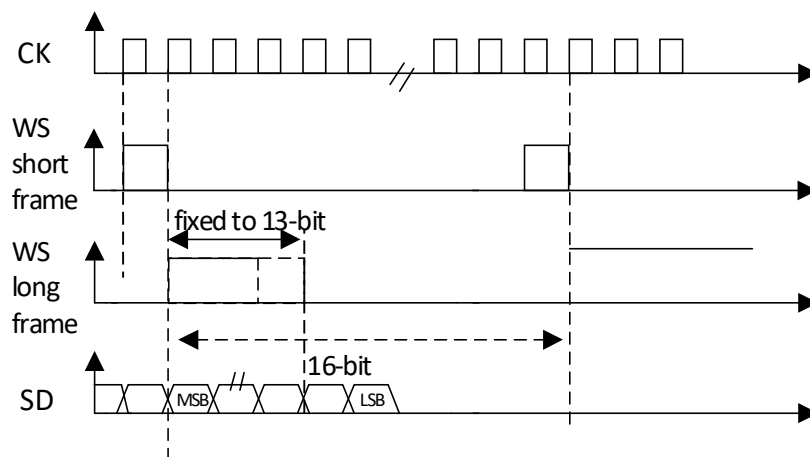 CK
WS
short
frame
fixed to 13-bit
WS
long
frame
16-bit
SD
MSB
LSB